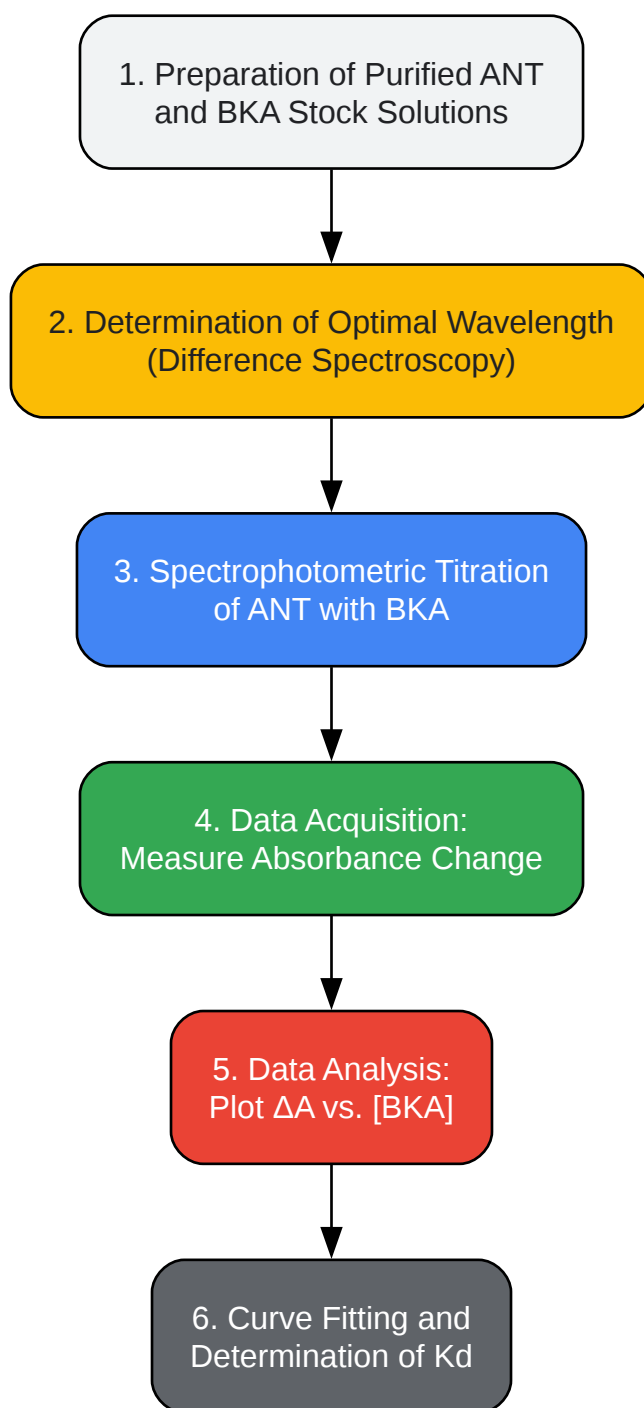 1. Preparation of Purified ANT
and BKA Stock Solutions
2. Determination of Optimal Wavelength
(Difference Spectroscopy)
3. Spectrophotometric Titration
of ANT with BKA
4. Data Acquisition:
Measure Absorbance Change
5. Data Analysis:
Plot ΔA vs. [BKA]
6. Curve Fitting and
Determination of Kd